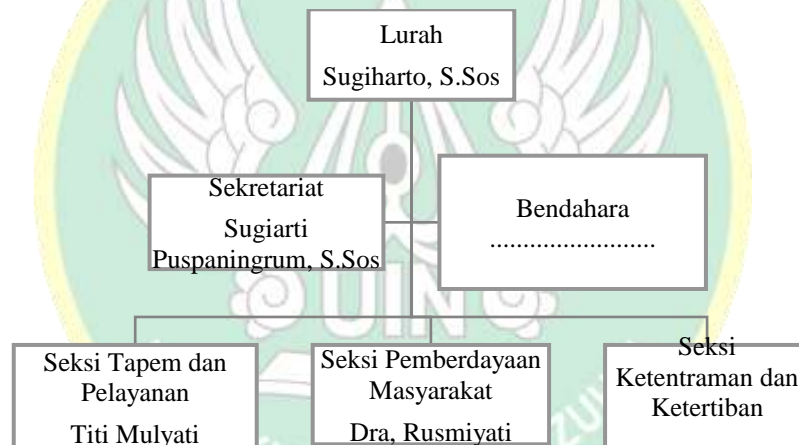 Lurah
Sugiharto, S.Sos
Sekretariat
Sugiarti
Puspaningrum, S.Sos
Bendahara
.........................
Seksi Tapem dan
Pelayanan
Titi Mulyati
Seksi Pemberdayaan
Masyarakat
Dra, Rusmiyati
Seksi
Ketentraman dan
Ketertiban
UIN